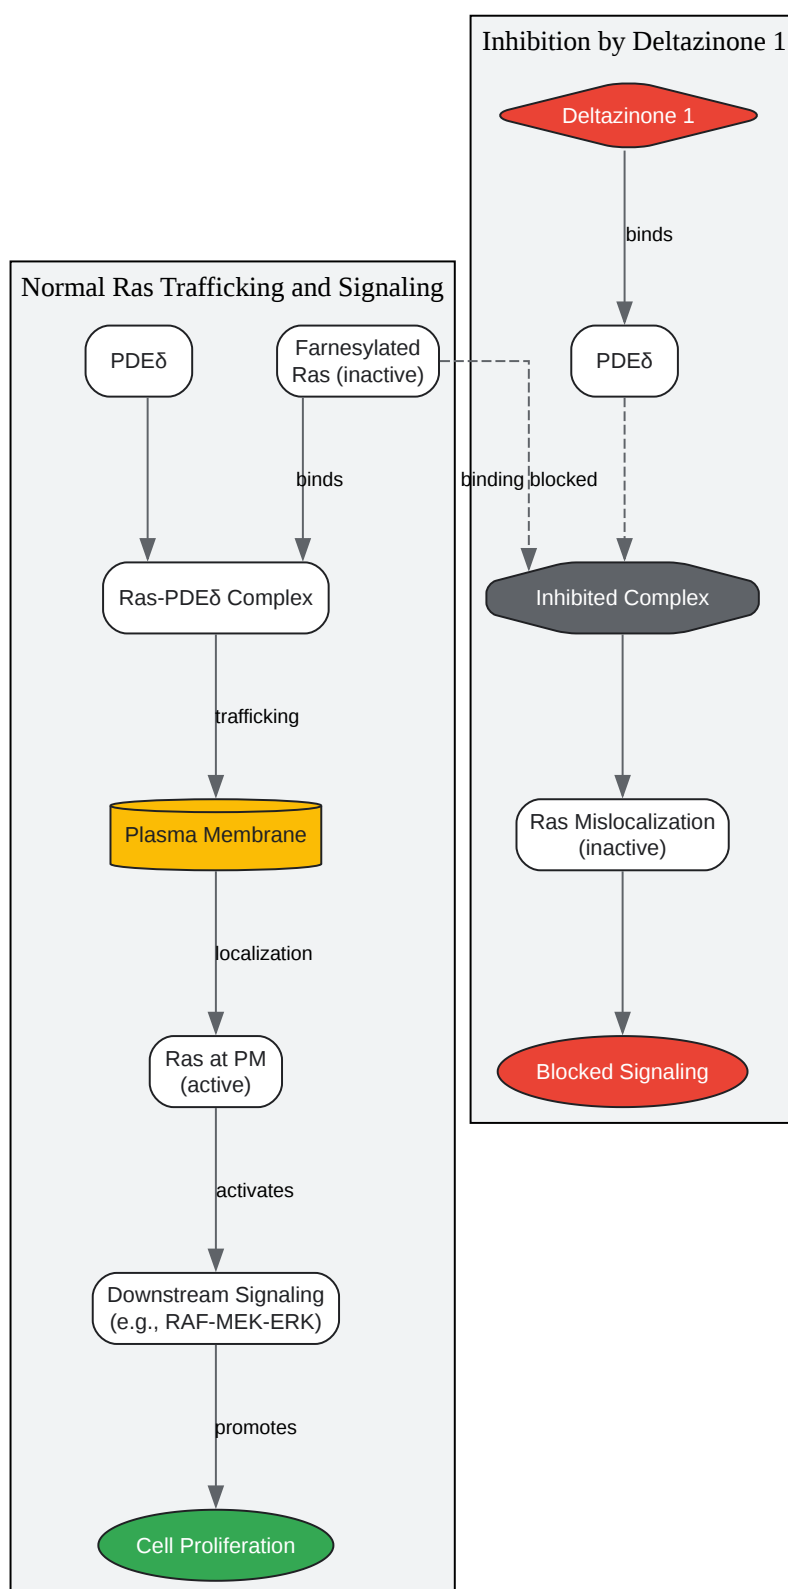 Inhibition by Deltazinone 1
Deltazinone 1
binds
PDEδ
Normal Ras Trafficking and Signaling
PDEδ
Farnesylated
Ras (inactive)
binds
binding blocked
Ras-PDEδ Complex
Inhibited Complex
trafficking
Plasma Membrane
Ras Mislocalization
(inactive)
localization
Ras at PM
(active)
Blocked Signaling
activates
Downstream Signaling
(e.g., RAF-MEK-ERK)
promotes
Cell Proliferation